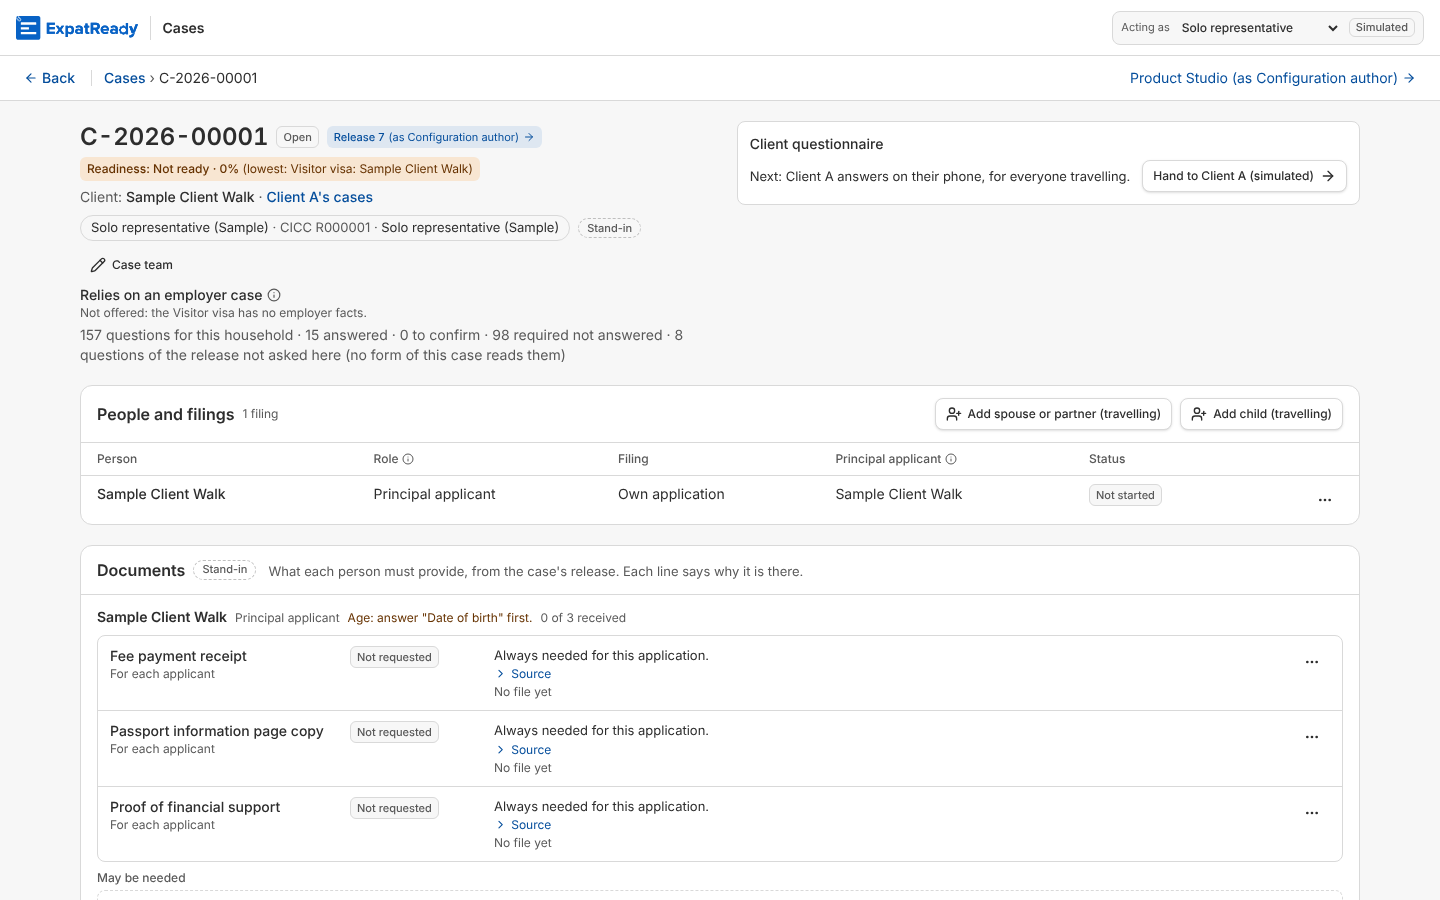 ExpatReady
Cases
Acting as Solo representative Simulated
Back
Cases › C-2026-00001
Product Studio (as Configuration author)
C-2026-00001 Open Release 7 (as Configuration author)
Readiness: Not ready · 0% (lowest: Visitor visa: Sample Client Walk)
Client: Sample Client Walk · Client A's cases
Solo representative (Sample) · CICC R000001 · Solo representative (Sample) Stand-in
Case team
Relies on an employer case
Not offered: the Visitor visa has no employer facts.
157 questions for this household · 15 answered · 0 to confirm · 98 required not answered · 8
questions of the release not asked here (no form of this case reads them)
Client questionnaire
Next: Client A answers on their phone, for everyone travelling. Hand to Client A (simulated)
People and filings 1 filing
Add spouse or partner (travelling) Add child (travelling)
Person Role Filing Principal applicant Status
Sample Client Walk Principal applicant Own application Sample Client Walk Not started
Documents Stand-in What each person must provide, from the case's release. Each line says why it is there.
Sample Client Walk Principal applicant Age: answer "Date of birth" first. 0 of 3 received
Fee payment receipt Not requested Always needed for this application.
For each applicant Source
No file yet
Passport information page copy Not requested Always needed for this application.
For each applicant Source
No file yet
Proof of financial support Not requested Always needed for this application.
For each applicant Source
No file yet
May be needed